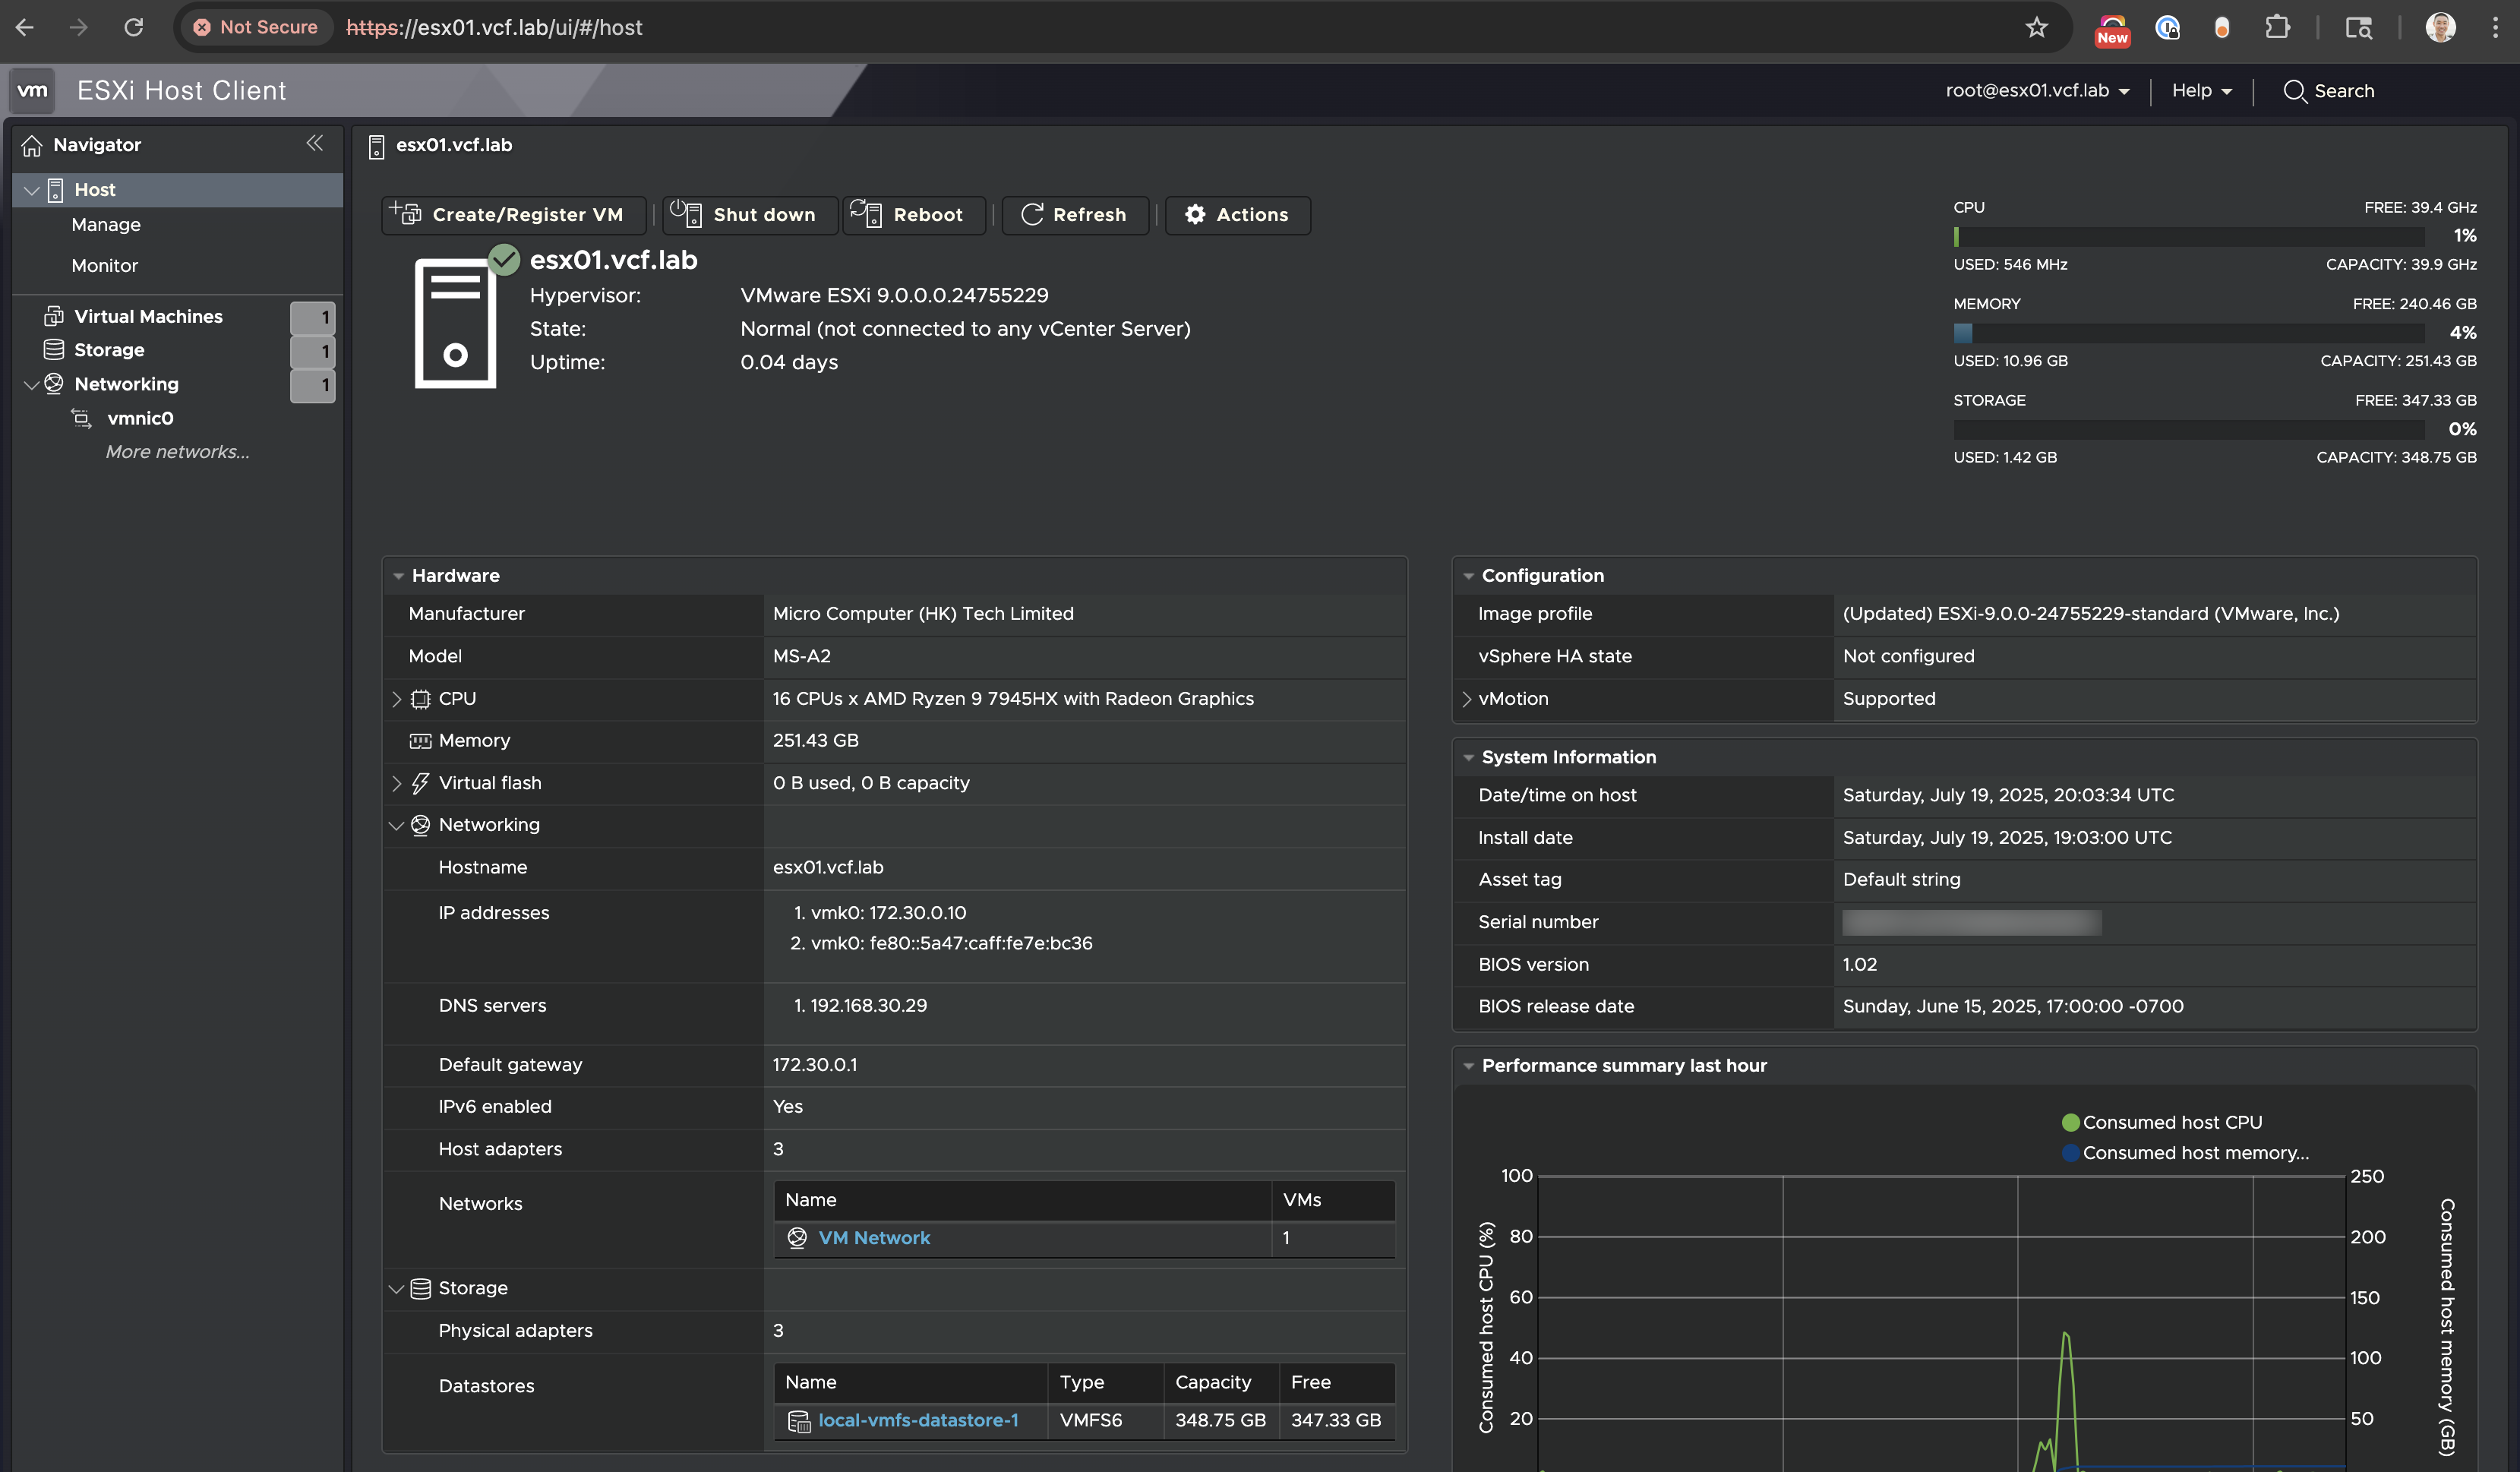 Not Secure https://esx01.vcf.lab/ui/#/host
New
vm ESXi Host Client
root@esx01.vcf.lab Help Search
Navigator
Host
Manage
Monitor
Virtual Machines 1
Storage 1
Networking 1
vmnic0
More networks...
esx01.vcf.lab
Create/Register VM Shut down Reboot Refresh Actions
esx01.vcf.lab
Hypervisor: VMware ESXi 9.0.0.0.24755229
State: Normal (not connected to any vCenter Server)
Uptime: 0.04 days
CPU FREE: 39.4 GHz
1%
USED: 546 MHz CAPACITY: 39.9 GHz
MEMORY FREE: 240.46 GB
4%
USED: 10.96 GB CAPACITY: 251.43 GB
STORAGE FREE: 347.33 GB
0%
USED: 1.42 GB CAPACITY: 348.75 GB
Hardware
Manufacturer Micro Computer (HK) Tech Limited
Model MS-A2
CPU 16 CPUs x AMD Ryzen 9 7945HX with Radeon Graphics
Memory 251.43 GB
Virtual flash 0 B used, 0 B capacity
Networking
Hostname esx01.vcf.lab
IP addresses 1. vmk0: 172.30.0.10
2. vmk0: fe80::5a47:caff:fe7e:bc36
DNS servers 1. 192.168.30.29
Default gateway 172.30.0.1
IPv6 enabled Yes
Host adapters 3
Networks Name VMs
VM Network 1
Storage
Physical adapters 3
Datastores Name Type Capacity Free
local-vmfs-datastore-1 VMFS6 348.75 GB 347.33 GB
Configuration
Image profile (Updated) ESXi-9.0.0-24755229-standard (VMware, Inc.)
vSphere HA state Not configured
vMotion Supported
System Information
Date/time on host Saturday, July 19, 2025, 20:03:34 UTC
Install date Saturday, July 19, 2025, 19:03:00 UTC
Asset tag Default string
Serial number
BIOS version 1.02
BIOS release date Sunday, June 15, 2025, 17:00:00 -0700
Performance summary last hour
Consumed host CPU
Consumed host memory...
100 250
80 200
60 150
40 100
20 50
Consumed host CPU (%)
Consumed host memory (GB)